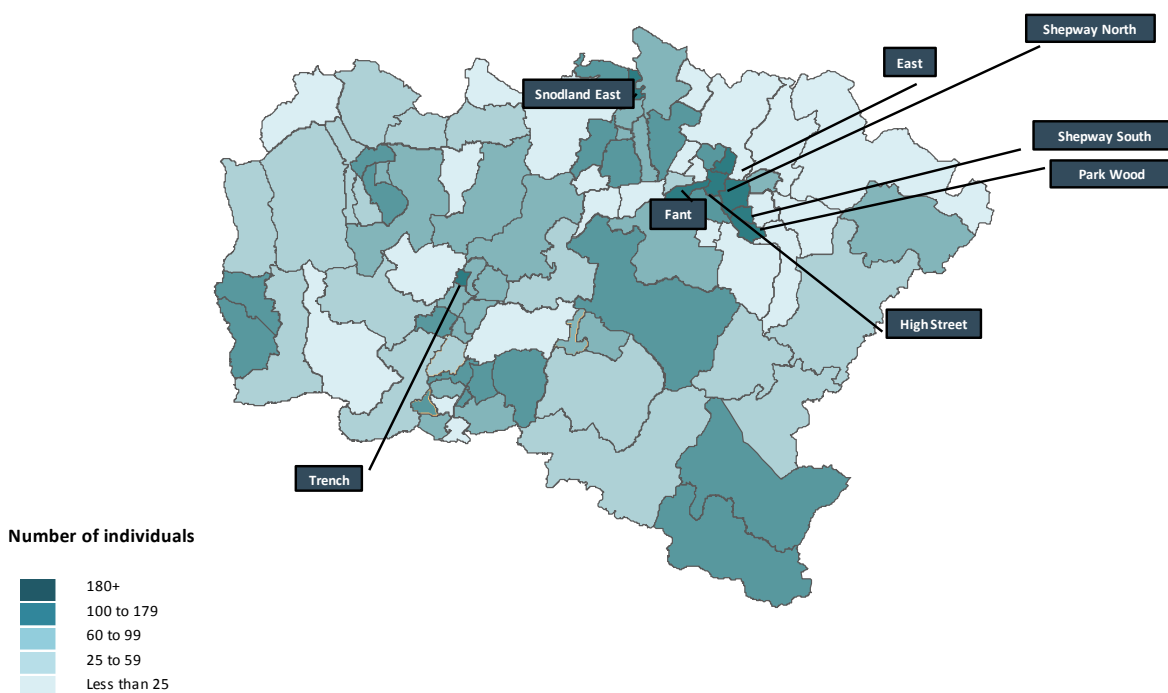 Shepway North
East
Snodland East
Shepway South
Park Wood
Fant
High Street
Trench
Number of individuals
180+
100 to 179
60 to 99
25 to 59
Less than 25